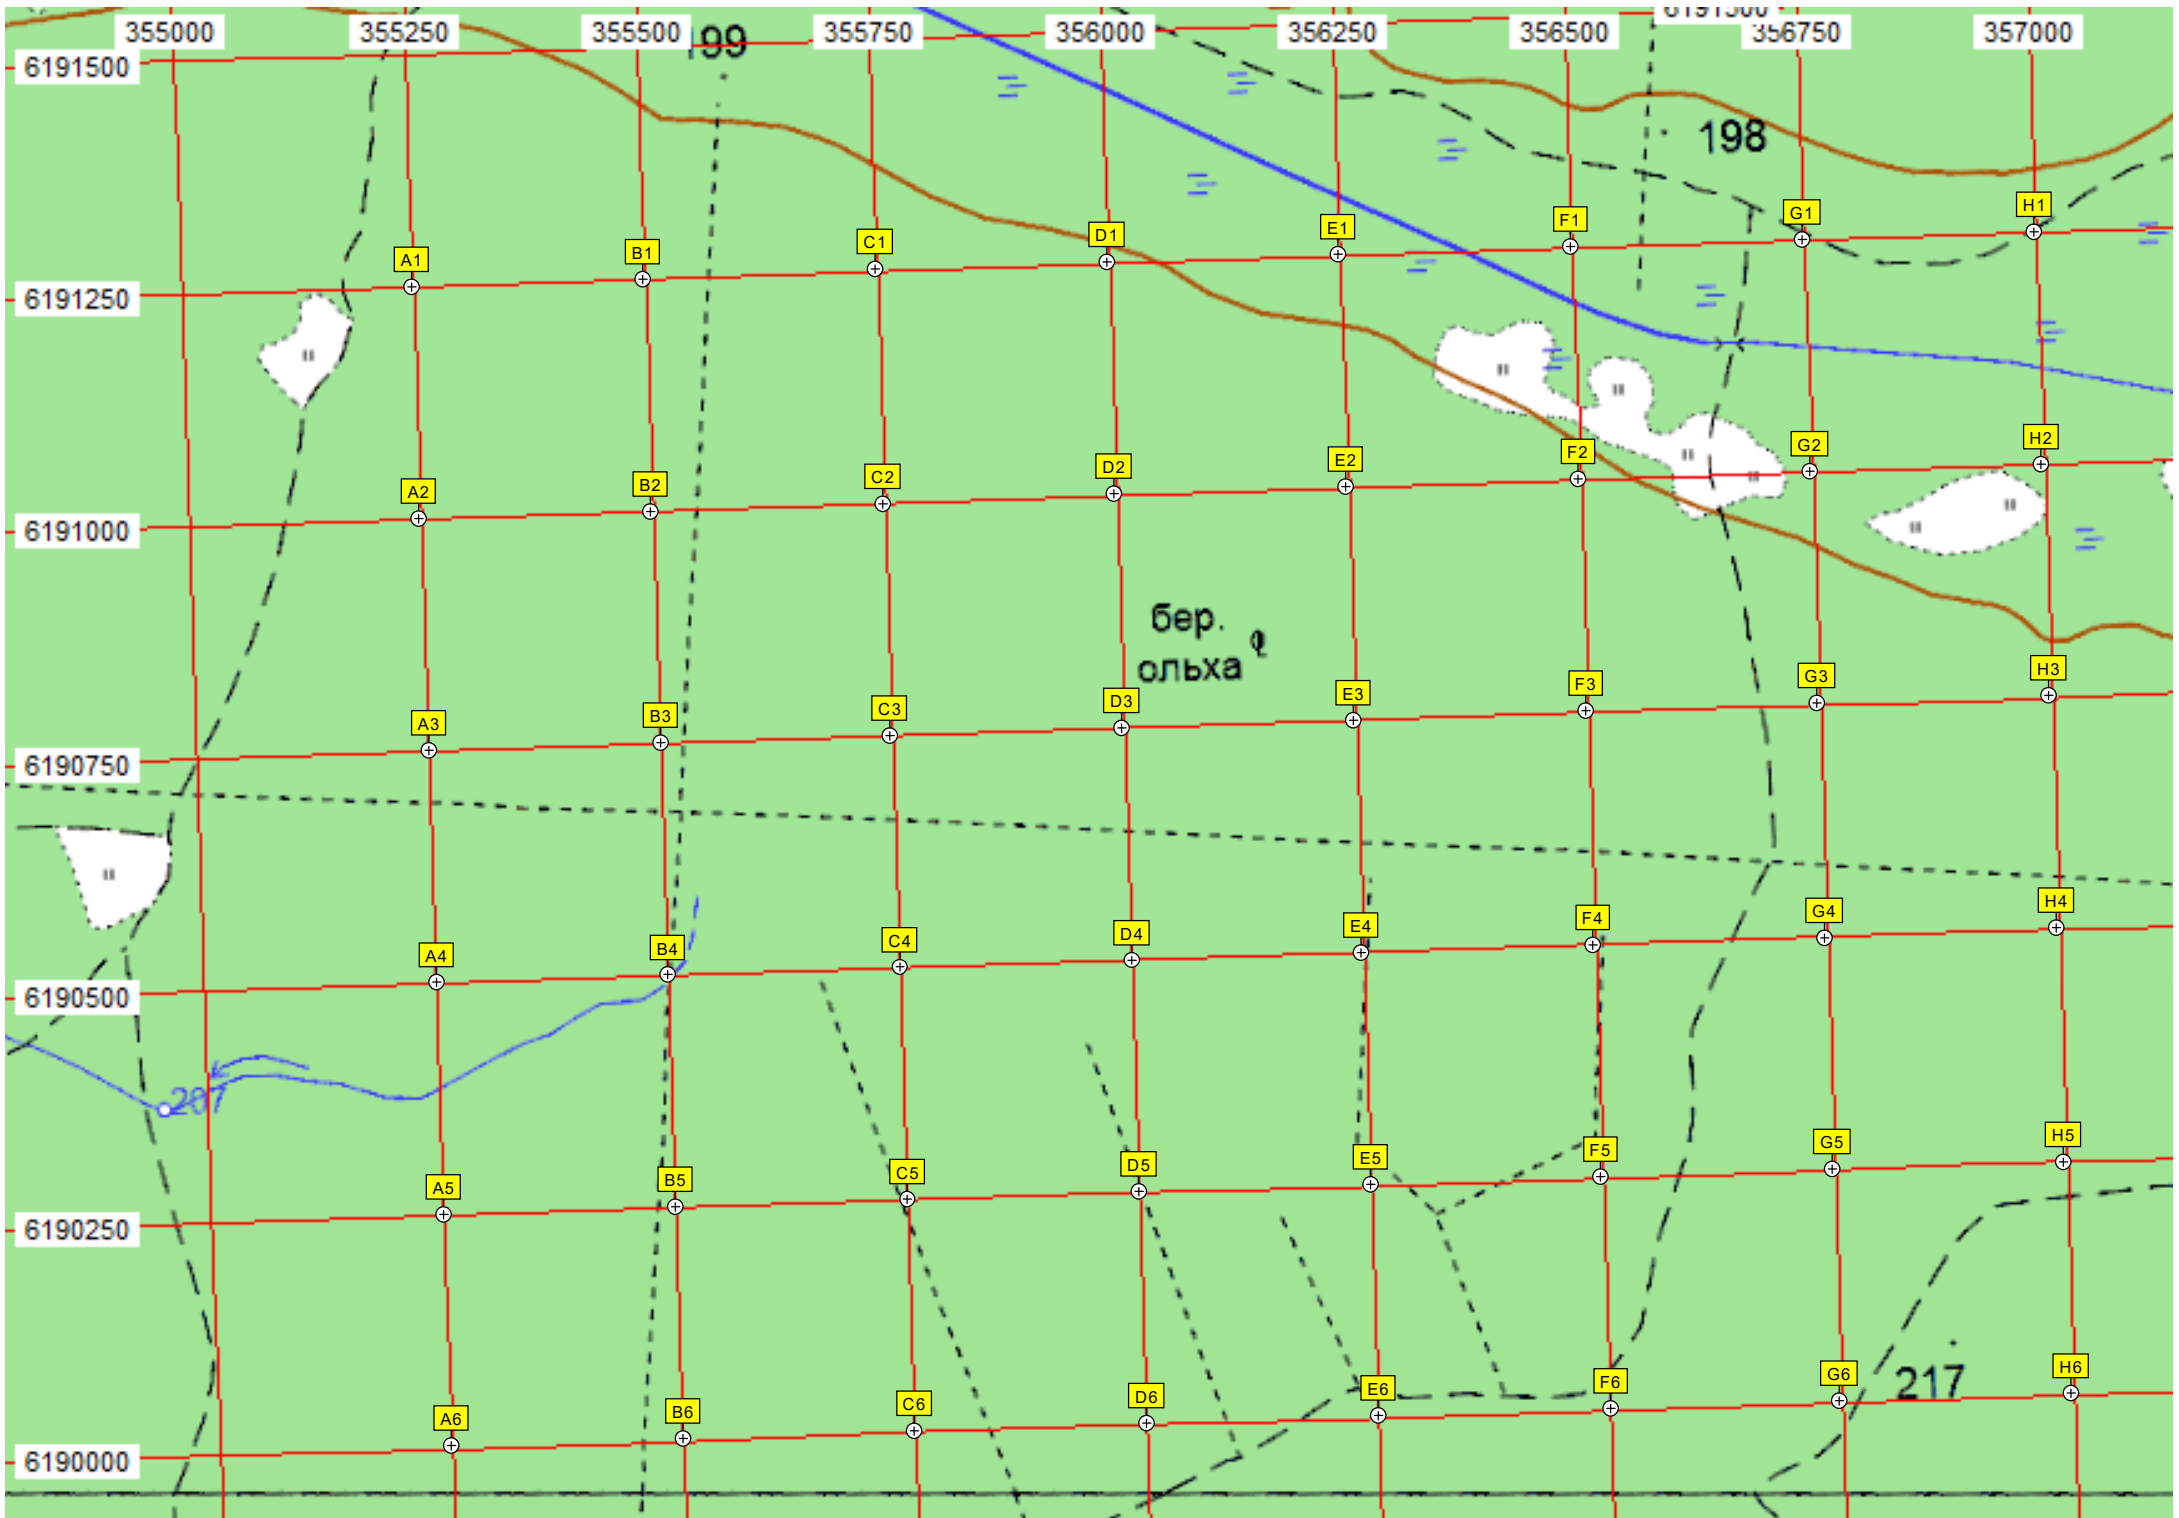 355000 355250 355500 355750 356000 356250 356500 356750 357000
6191500
6191500
199
198
A1 B1 C1 D1 E1 F1 G1 H1
6191250
A2 B2 C2 D2 E2 F2 G2 H2
6191000
бер.
ольха
A3 B3 C3 D3 E3 F3 G3 H3
6190750
A4 B4 C4 D4 E4 F4 G4 H4
6190500
207
A5 B5 C5 D5 E5 F5 G5 H5
6190250
217
A6 B6 C6 D6 E6 F6 G6 H6
6190000